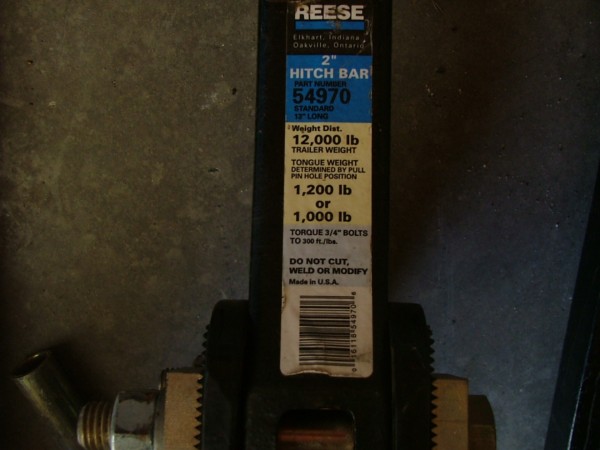 REESE
Elkhart, Indiana
Oakville, Ontario
2"
HITCH BAR
PART NUMBER
54970
STANDARD
12" LONG
Weight Dist.
12,000 lb
TRAILER WEIGHT
TONGUE WEIGHT
DETERMINED BY PULL
PIN HOLE POSITION
1,200 lb
or
1,000 lb
TORQUE 3/4" BOLTS
TO 300 ft./lbs.
DO NOT CUT,
WELD OR MODIFY
Made in U.S.A.